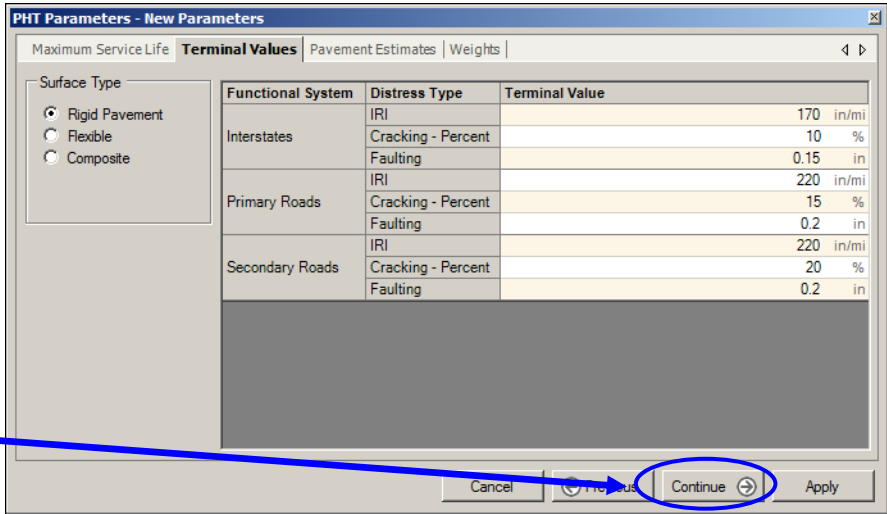 PHT Parameters - New Parameters
Maximum Service Life Terminal Values Pavement Estimates Weights
Surface Type
Rigid Pavement
Flexible
Composite
Functional System Distress Type Terminal Value
Interstates
IRI 170 in/mi
Cracking - Percent 10 %
Faulting 0.15 in
Primary Roads
IRI 220 in/mi
Cracking - Percent 15 %
Faulting 0.2 in
Secondary Roads
IRI 220 in/mi
Cracking - Percent 20 %
Faulting 0.2 in
Cancel Previous Continue Apply